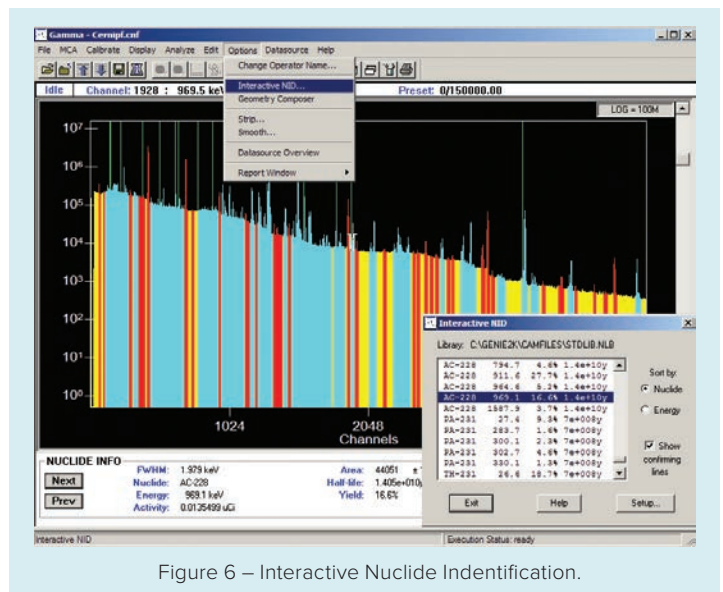 Gamma - Cernipf.cnf
File MCA Calibrate Display Analyze Edit Options Datasource Help
Change Operator Name...
Interactive NID...
Geometry Composer
Strip...
Smooth...
Datasource Overview
Report Window
Idle Channel: 1928 : 969.5 keV Preset: 0/150000.00
LOG = 100M
10⁷
10⁶
10⁵
10⁴
10³
10²
10¹
10⁰
1024 2048
Channels
Interactive NID
Library: C:\GENIE2K\CAMFILES\STDLIB.NLB
AC-228 794.7 4.6% 1.4e+10y
AC-228 911.6 27.7% 1.4e+10y
AC-228 964.6 5.2% 1.4e+10y
AC-228 969.1 16.6% 1.4e+10y
AC-228 1587.9 3.7% 1.4e+10y
PA-231 27.4 9.3% 7e+008y
PA-231 283.7 1.6% 7e+008y
PA-231 300.1 2.3% 7e+008y
PA-231 302.7 4.6% 7e+008y
PA-231 330.1 1.3% 7e+008y
TH-231 26.6 18.7% 7e+008y
Sort by:
Nuclide
Energy
Show
confirming
lines
Exit Help Setup...
NUCLIDE INFO
Next
Prev
FWHM: 1.979 keV Area: 44051 ±
Nuclide: AC-228 Half-life: 1.405e+010
Energy: 969.1 keV Yield: 16.6%
Activity: 0.0135499 uCi
Interactive NID Execution Status: ready
Figure 6 – Interactive Nuclide Indentification.